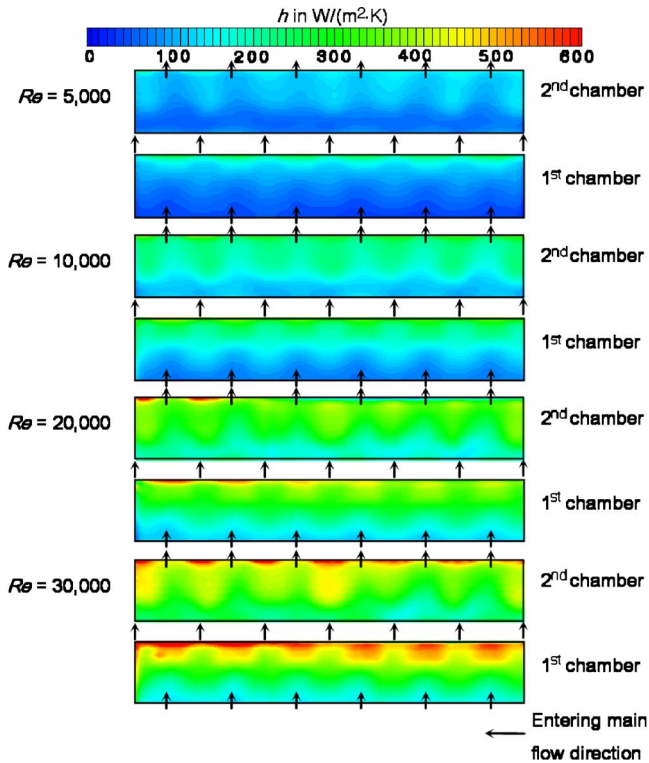 h in W/(m²·K)
0 100 200 300 400 500 600
Re = 5,000
2nd chamber
1st chamber
Re = 10,000
2nd chamber
1st chamber
Re = 20,000
2nd chamber
1st chamber
Re = 30,000
2nd chamber
1st chamber
Entering main
flow direction